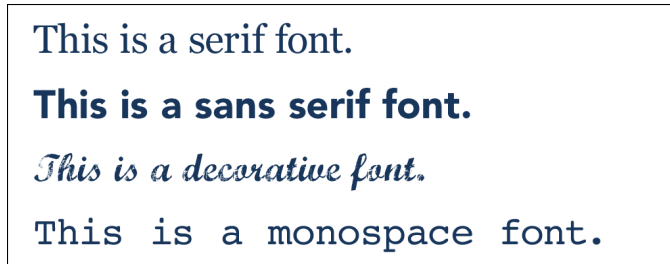 This is a serif font.
This is a sans serif font.
This is a decorative font.
This is a monospace font.